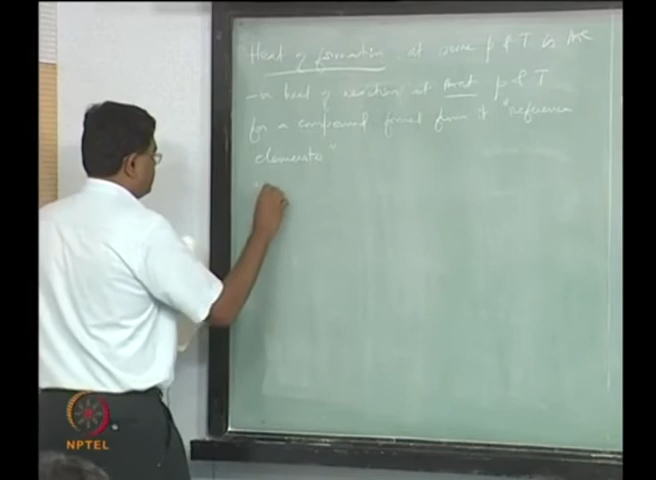 Heat of formation at some p & T is the
- ve heat of reaction at that p & T
for a compound formed from it "reference
elements"
"
NPTEL